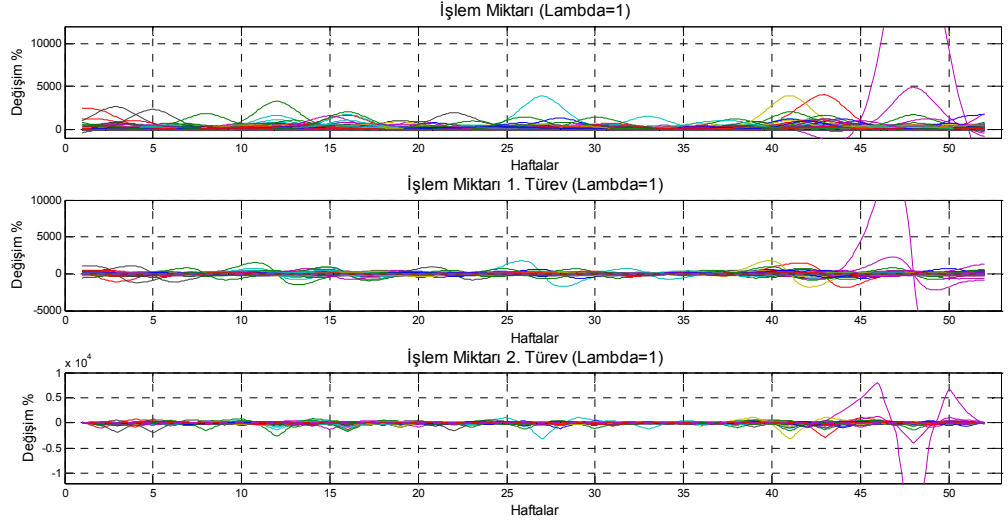 İşlem Miktarı (Lambda=1)
10000
5000
0
Değişim %
0 5 10 15 20 25 30 35 40 45 50
Haftalar
İşlem Miktarı 1. Türev (Lambda=1)
10000
5000
0
-5000
Değişim %
0 5 10 15 20 25 30 35 40 45 50
Haftalar
İşlem Miktarı 2. Türev (Lambda=1)
x 10^4
1
0.5
0
-0.5
-1
Değişim %
0 5 10 15 20 25 30 35 40 45 50
Haftalar